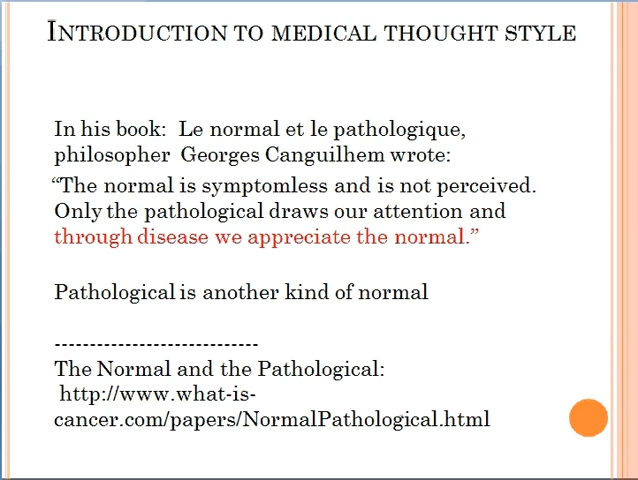 INTRODUCTION TO MEDICAL THOUGHT STYLE
In his book: Le normal et le pathologique,
philosopher Georges Canguilhem wrote:
“The normal is symptomless and is not perceived.
Only the pathological draws our attention and
through disease we appreciate the normal.”
Pathological is another kind of normal
-----------------------------
The Normal and the Pathological:
http://www.what-is-
cancer.com/papers/NormalPathological.html